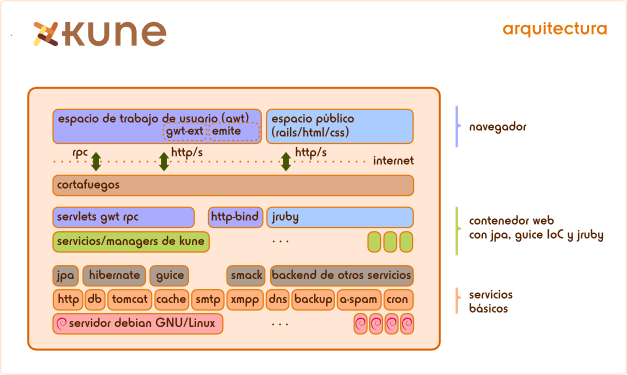 kune
arquitectura
espacio de trabajo de usuario (gwt)
gwt-ext
emite
espacio público
(rails/html/css)
navegador
rpc
http/s
http/s
internet
cortafuegos
servlets gwt rpc
http-bind
jruby
contenedor web
con jpa, guice IoC y jruby
servicios/managers de kune
...
jpa
hibernate
guice
smack
backend de otros servicios
http
db
tomcat
cache
smtp
xmpp
dns
backup
a-spam
cron
servicios
básicos
servidor debian GNU/Linux
...